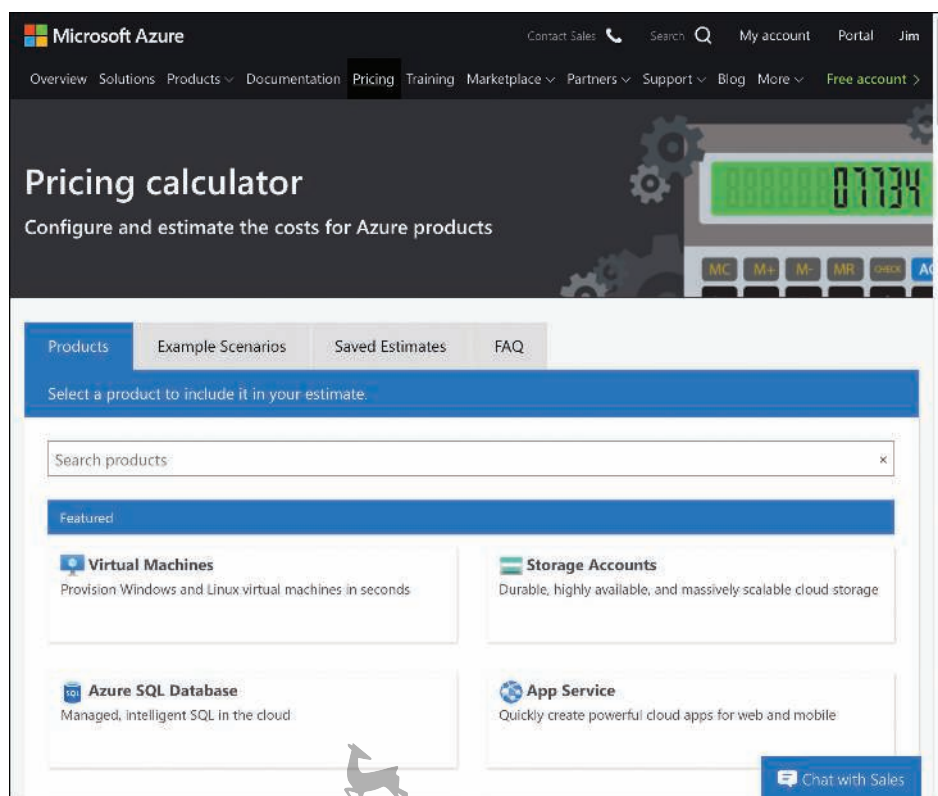 Microsoft Azure Contact Sales Search My account Portal Jim
Overview Solutions Products Documentation Pricing Training Marketplace Partners Support Blog More Free account >
Pricing calculator
Configure and estimate the costs for Azure products
07734
MC M+ M- MR CHECK AC
Products Example Scenarios Saved Estimates FAQ
Select a product to include it in your estimate.
Search products ×
Featured
Virtual Machines
Provision Windows and Linux virtual machines in seconds
Storage Accounts
Durable, highly available, and massively scalable cloud storage
SQL Azure SQL Database
Managed, intelligent SQL in the cloud
App Service
Quickly create powerful cloud apps for web and mobile
Chat with Sales